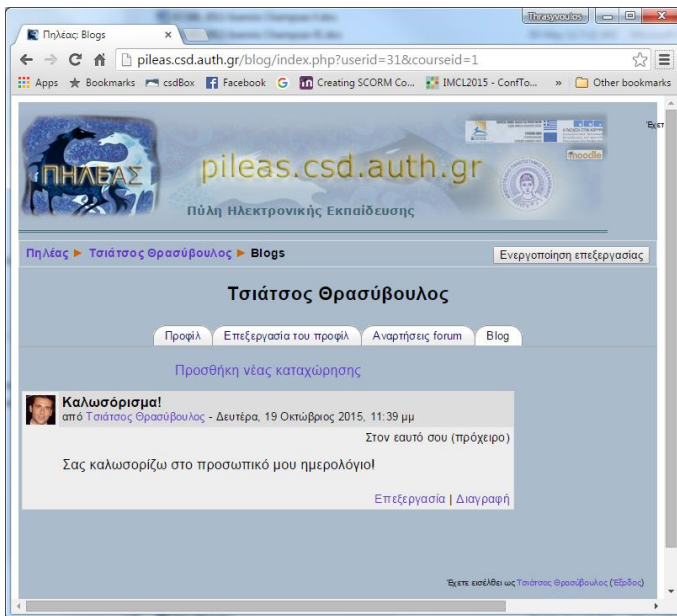 Thrasyvoulos
Πηλέας: Blogs
pileas.csd.auth.gr/blog/index.php?userid=31&courseid=1
Apps Bookmarks csdBox Facebook Creating SCORM Co... IMCL2015 - ConfTo... » Other bookmarks
Έχετ
ΠΗΛΕΑΣ
pileas.csd.auth.gr
moodle
Πύλη Ηλεκτρονικής Εκπαίδευσης
Πηλέας ► Τσιάτσος Θρασύβουλος ► Blogs
Ενεργοποίηση επεξεργασίας
Τσιάτσος Θρασύβουλος
Προφίλ Επεξεργασία του προφίλ Αναρτήσεις forum Blog
Προσθήκη νέας καταχώρησης
Καλωσόρισμα!
από Τσιάτσος Θρασύβουλος - Δευτέρα, 19 Οκτώβριος 2015, 11:39 μμ
Στον εαυτό σου (πρόχειρο)
Σας καλωσορίζω στο προσωπικό μου ημερολόγιο!
Επεξεργασία | Διαγραφή
Έχετε εισέλθει ως Τσιάτσος Θρασύβουλος (Έξοδος)